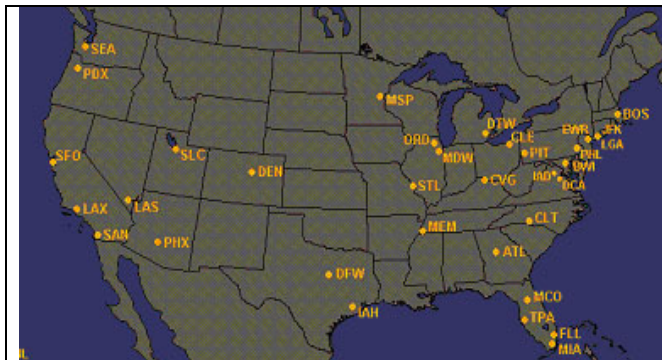 SEA
PDX
MSP
BOS
DTW
ORD
CLE
EWR
JFK
LGA
SFO
SLC
MDW
PIT
PHL
BWI
DEN
STL
CVG
IAD
DCA
LAX
LAS
CLT
SAN
PHX
MEM
ATL
DFW
IAH
MCO
TPA
FLL
MIA